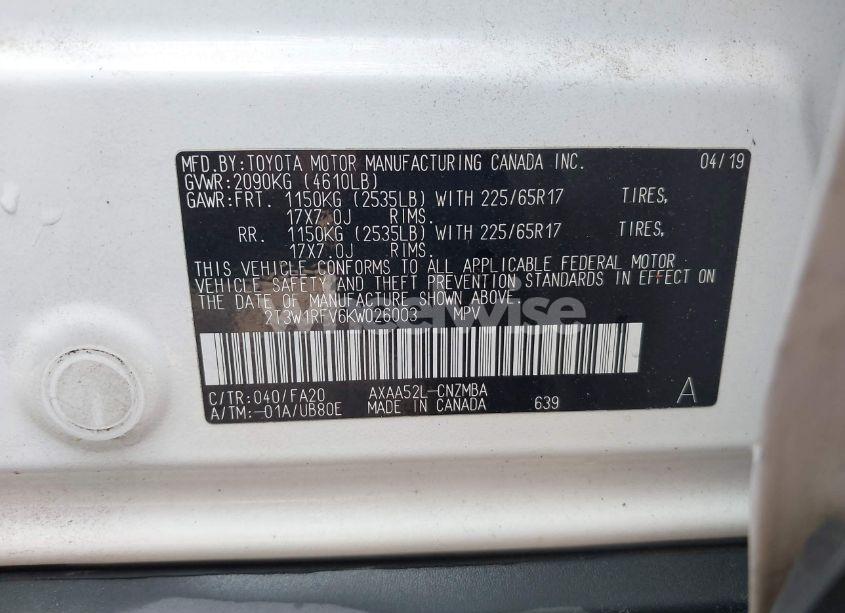 MFD.BY:TOYOTA MOTOR MANUFACTURING CANADA INC. 04/19
GVWR:2090KG (4610LB)
GAWR:FRT. 1150KG (2535LB) WITH 225/65R17 TIRES,
17X7.0J RIMS.
RR. 1150KG (2535LB) WITH 225/65R17 TIRES,
17X7.0J RIMS.
THIS VEHICLE CONFORMS TO ALL APPLICABLE FEDERAL MOTOR
VEHICLE SAFETY AND THEFT PREVENTION STANDARDS IN EFFECT ON
THE DATE OF MANUFACTURE SHOWN ABOVE.
2T3W1RFV6KW026003 MPV
wheelwise
C/TR:040/FA20 AXAA52L-CNZMBA
A/TM:-01A/UB80E MADE IN CANADA 639 A